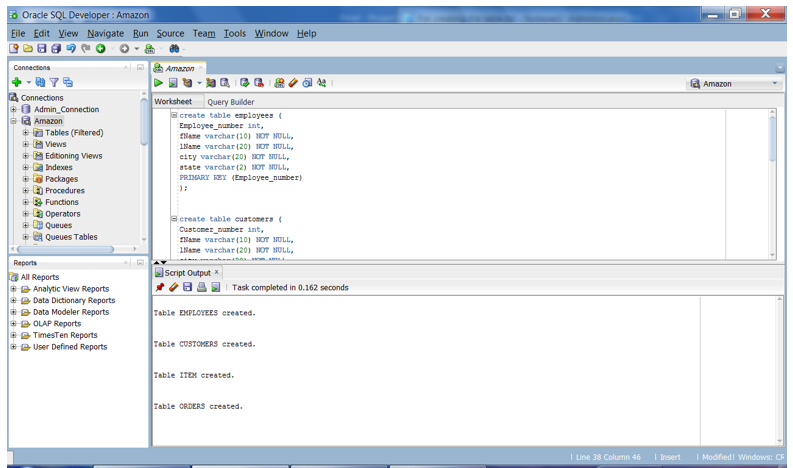 Oracle SQL Developer : Amazon
File Edit View Navigate Run Source Team Tools Window Help
Connections
Connections
Admin_Connection
Amazon
Tables (Filtered)
Views
Editioning Views
Indexes
Packages
Procedures
Functions
Operators
Queues
Queues Tables
Reports
All Reports
Analytic View Reports
Data Dictionary Reports
Data Modeler Reports
OLAP Reports
TimesTen Reports
User Defined Reports
Amazon
Amazon
Worksheet Query Builder
create table employees (
Employee_number int,
fName varchar(10) NOT NULL,
lName varchar(20) NOT NULL,
city varchar(20) NOT NULL,
state varchar(2) NOT NULL,
PRIMARY KEY (Employee_number)
);
create table customers (
Customer_number int,
fName varchar(10) NOT NULL,
lName varchar(20) NOT NULL,
Script Output
Task completed in 0.162 seconds
Table EMPLOYEES created.
Table CUSTOMERS created.
Table ITEM created.
Table ORDERS created.
Line 38 Column 46 Insert Modified Windows: CR